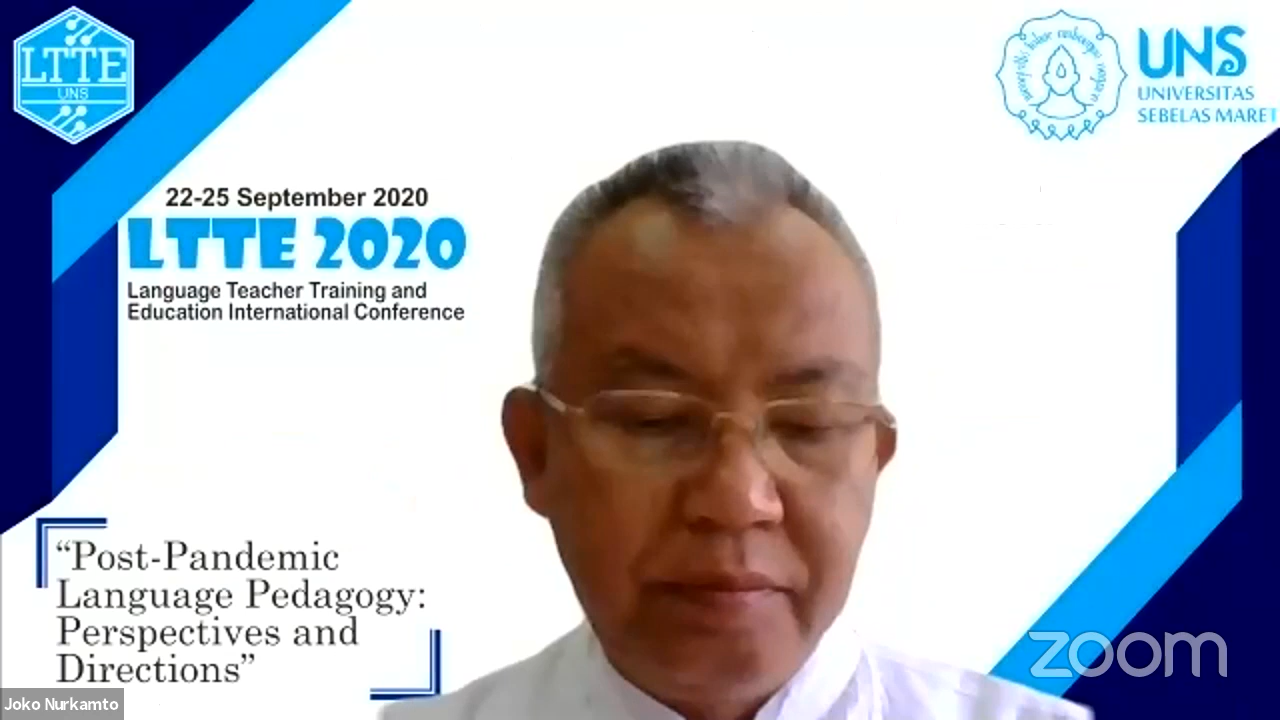 LTTE
UNS
UNS
UNIVERSITAS
SEBELAS MARET
22-25 September 2020
LTTE 2020
Language Teacher Training and
Education International Conference
“Post-Pandemic
Language Pedagogy:
Perspectives and
Directions”
zoom
Joko Nurkamto